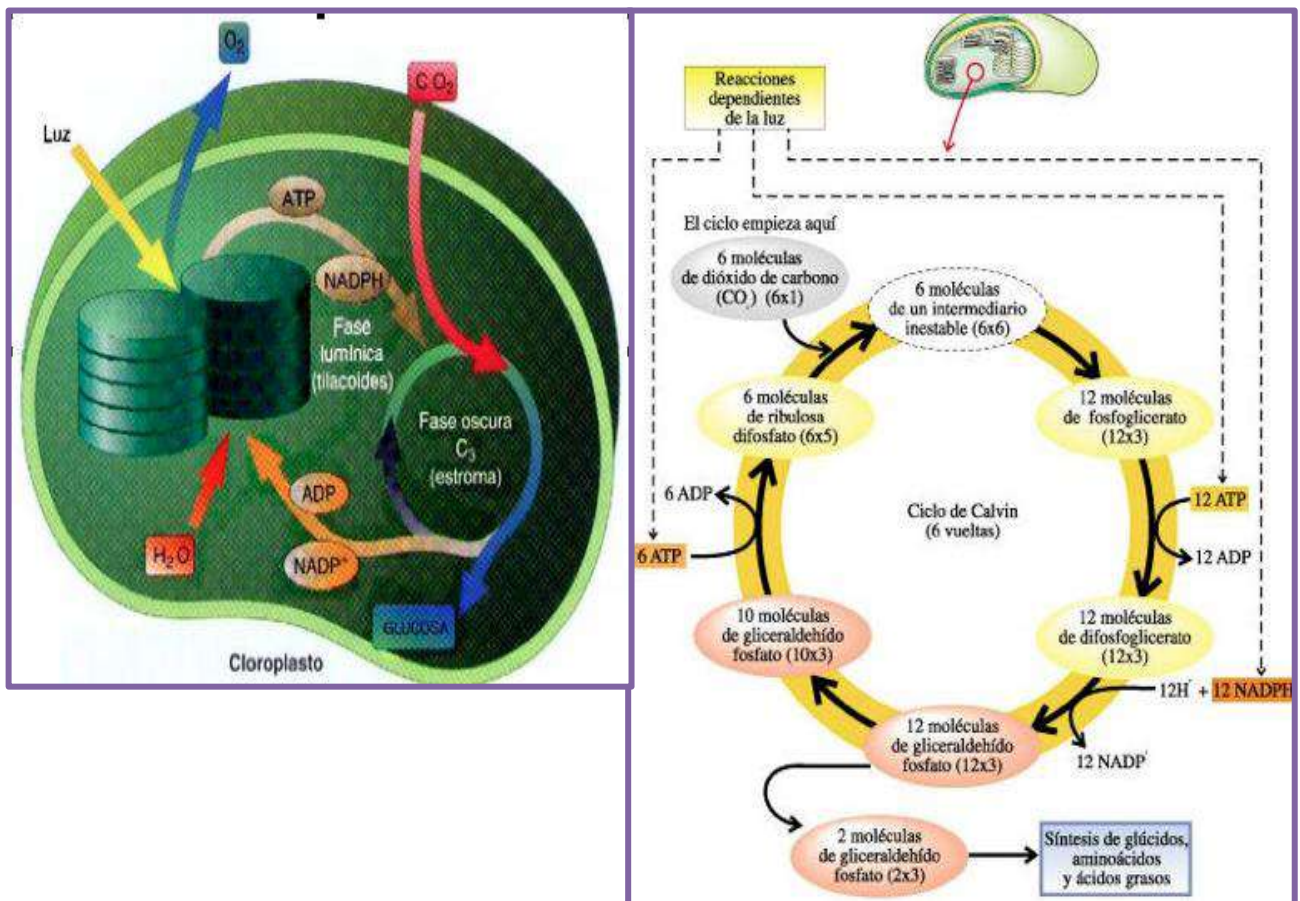 O₂
CO₂
Luz
ATP
NADPH
Fase
lumínica
(tilacoides)
Fase oscura
C₃
(estroma)
ADP
NADP⁺
H₂O
GLUCOSA
Cloroplasto
Reacciones
dependientes
de la luz
El ciclo empieza aquí
6 moléculas
de dióxido de carbono
(CO₂) (6x1)
6 moléculas
de un intermediario
inestable (6x6)
6 moléculas
de ribulosa
difosfato (6x5)
12 moléculas
de fosfoglicerato
(12x3)
6 ADP
Ciclo de Calvin
(6 vueltas)
12 ATP
6 ATP
12 ADP
10 moléculas
de gliceraldehído
fosfato (10x3)
12 moléculas
de difosfoglicerato
(12x3)
12H⁺ + 12 NADPH
12 moléculas
de gliceraldehído
fosfato (12x3)
12 NADP⁺
2 moléculas
de gliceraldehído
fosfato (2x3)
Síntesis de glúcidos,
aminoácidos
y ácidos grasos